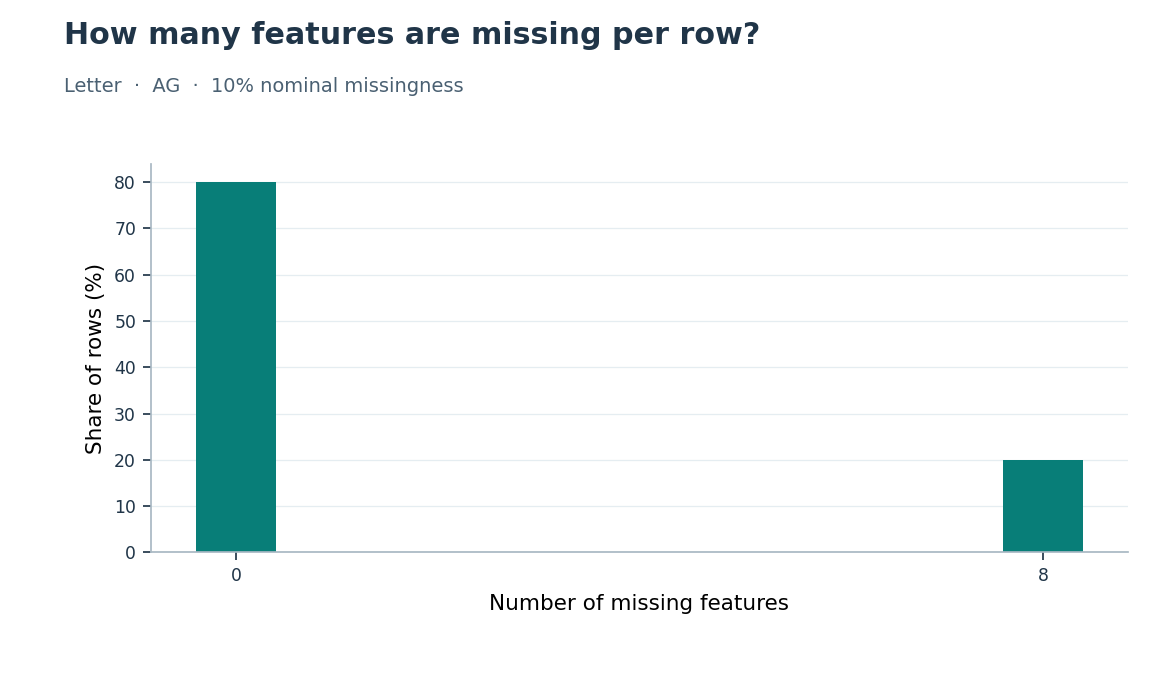 How many features are missing per row?
Letter · AG · 10% nominal missingness
80
70
60
50
40
30
20
10
0
Share of rows (%)
0
8
Number of missing features